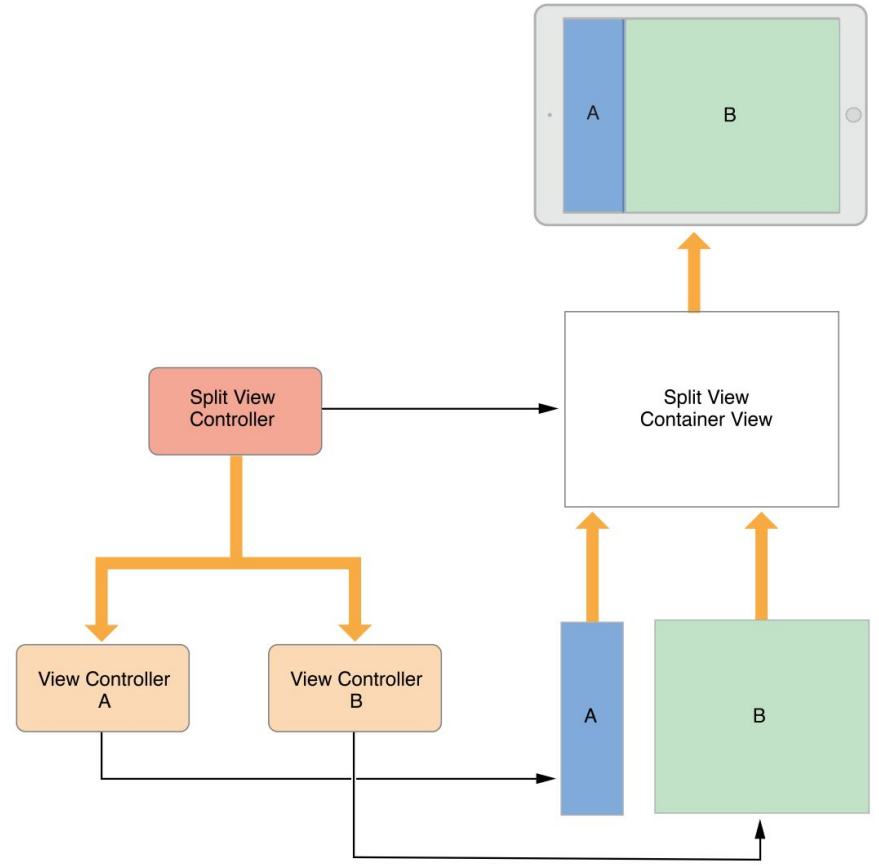 A
B
Split View
Controller
Split View
Container View
View Controller
A
View Controller
B
A
B